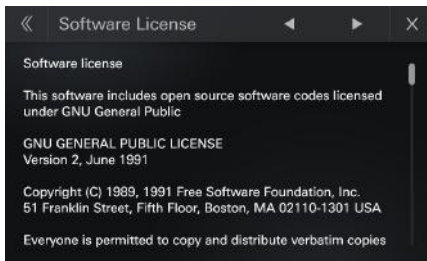 Software License
Software license
This software includes open source software codes licensed
under GNU General Public
GNU GENERAL PUBLIC LICENSE
Version 2, June 1991
Copyright (C) 1989, 1991 Free Software Foundation, Inc.
51 Franklin Street, Fifth Floor, Boston, MA 02110-1301 USA
Everyone is permitted to copy and distribute verbatim copies